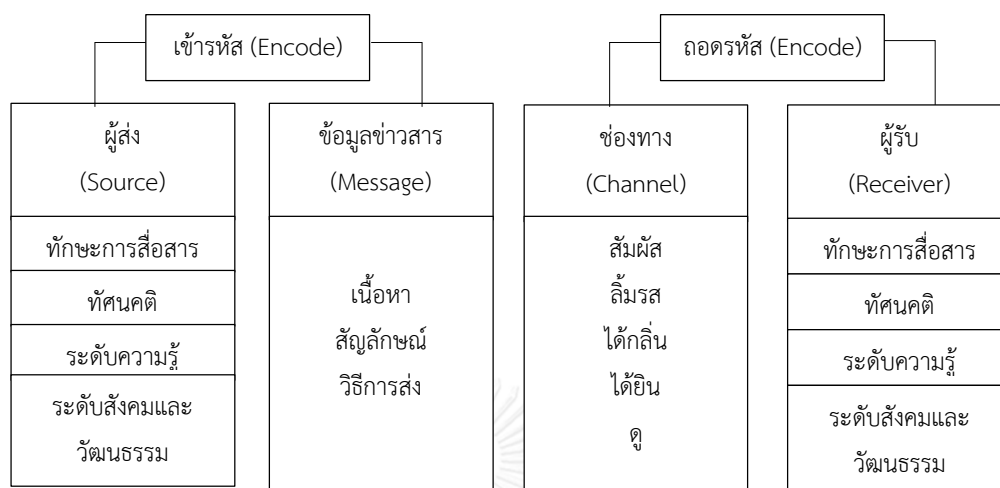 เข้ารหัส (Encode)
ถอดรหัส (Encode)
ผู้ส่ง
(Source)
ทักษะการสื่อสาร
ทัศนคติ
ระดับความรู้
ระดับสังคมและ
วัฒนธรรม
ข้อมูลข่าวสาร
(Message)
เนื้อหา
สัญลักษณ์
วิธีการส่ง
ช่องทาง
(Channel)
สัมผัส
ลิ้มรส
ได้กลิ่น
ได้ยิน
ดู
ผู้รับ
(Receiver)
ทักษะการสื่อสาร
ทัศนคติ
ระดับความรู้
ระดับสังคมและ
วัฒนธรรม